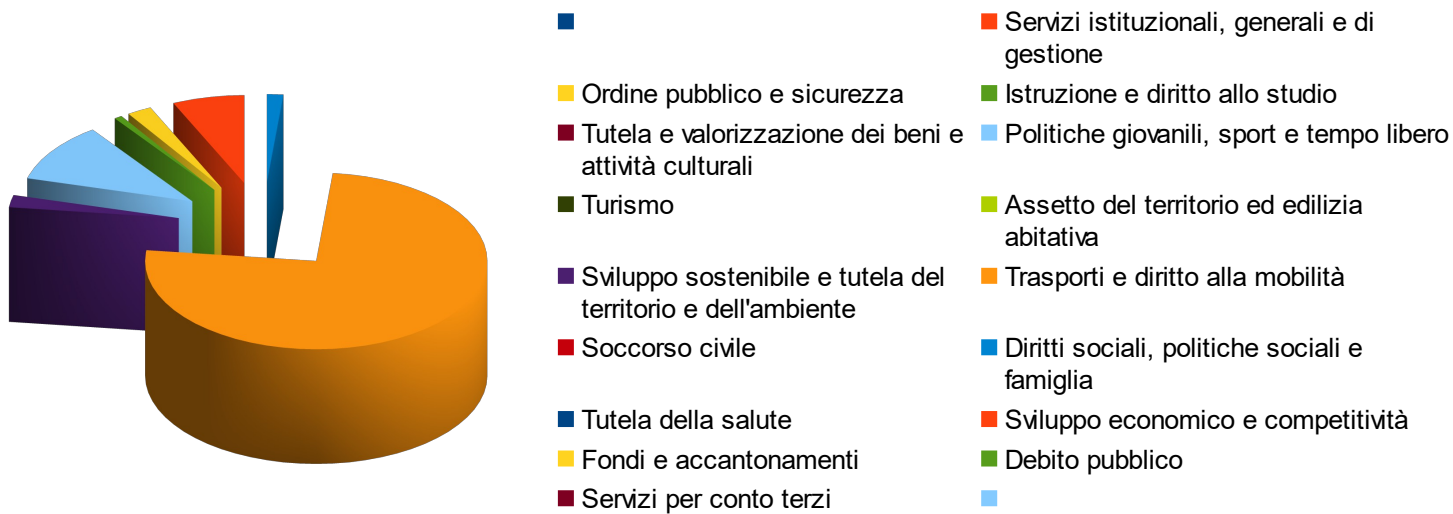 Servizi istituzionali, generali e di
gestione
Ordine pubblico e sicurezza
Istruzione e diritto allo studio
Tutela e valorizzazione dei beni e
attività culturali
Politiche giovanili, sport e tempo libero
Turismo
Assetto del territorio ed edilizia
abitativa
Sviluppo sostenibile e tutela del
territorio e dell'ambiente
Trasporti e diritto alla mobilità
Soccorso civile
Diritti sociali, politiche sociali e
famiglia
Tutela della salute
Sviluppo economico e competitività
Fondi e accantonamenti
Debito pubblico
Servizi per conto terzi